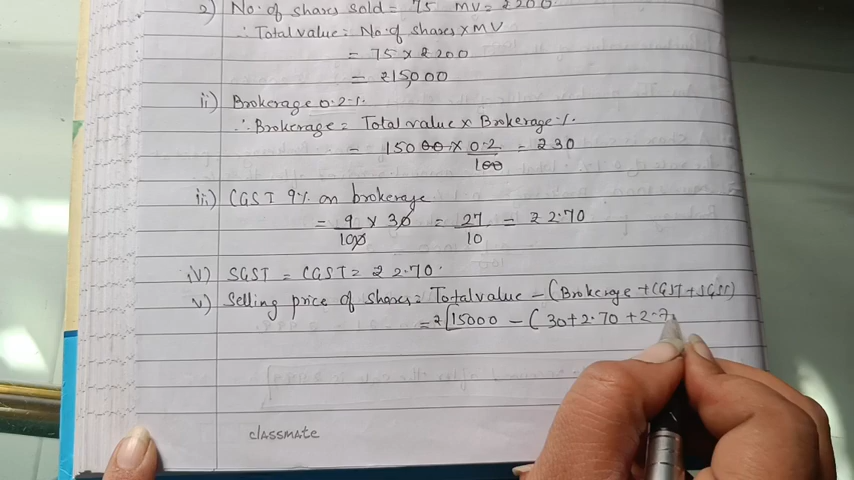 2) No. of shares sold = 75 MV = ₹200.
∴ Total value = No. of shares × MV
= 75 × ₹200
= ₹15,000
ii) Brokerage 0.2%.
∴ Brokerage = Total value × Brokerage %
= 15000 × 0.2/100 = ₹30
iii) CGST 9% on brokerage
= 9/100 × 30 = 27/10 = ₹2.70
iv) SGST = CGST = ₹2.70.
v) Selling price of shares = Total value - (Brokerage + CGST + SGST)
= ₹[15000 - (30+2.70+2.7
classmate